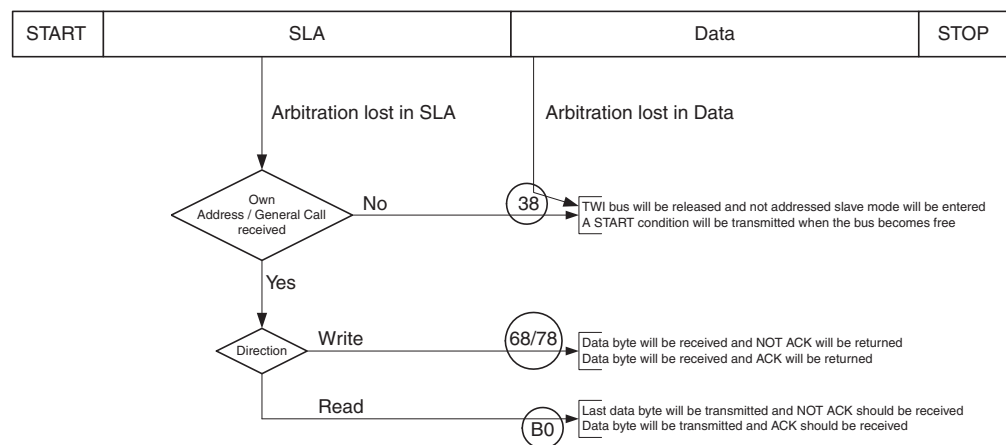 START SLA Data STOP
Arbitration lost in SLA Arbitration lost in Data
Own
Address / General Call
received
No
38
TWI bus will be released and not addressed slave mode will be entered
A START condition will be transmitted when the bus becomes free
Yes
Direction
Write
68/78
Data byte will be received and NOT ACK will be returned
Data byte will be received and ACK will be returned
Read
B0
Last data byte will be transmitted and NOT ACK should be received
Data byte will be transmitted and ACK should be received